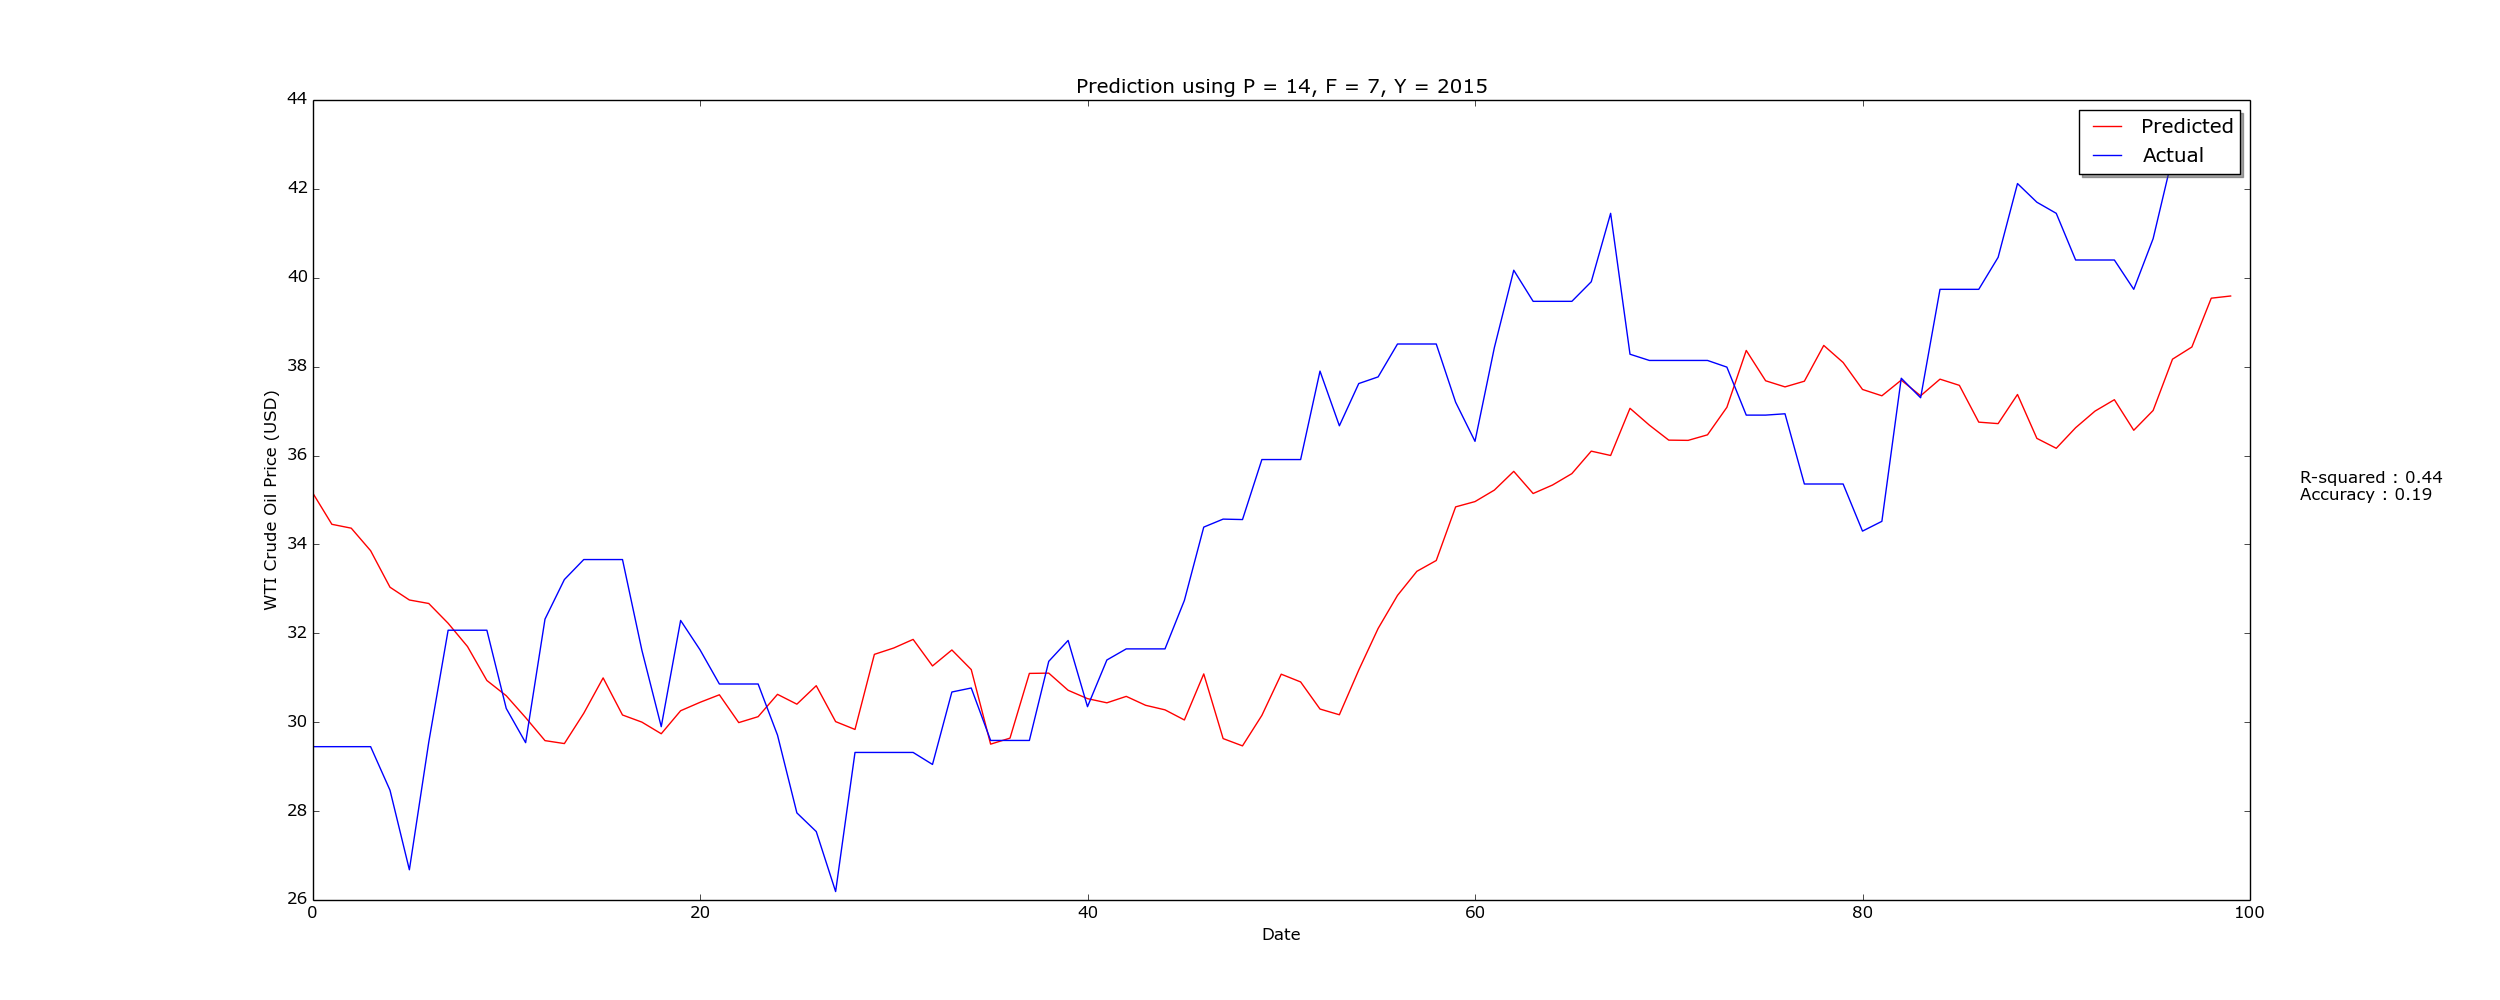 Prediction using P = 14, F = 7, Y = 2015
Predicted
Actual
44
42
40
38
36
34
32
30
28
26
WTI Crude Oil Price (USD)
R-squared : 0.44
Accuracy : 0.19
0 20 40 60 80 100
Date